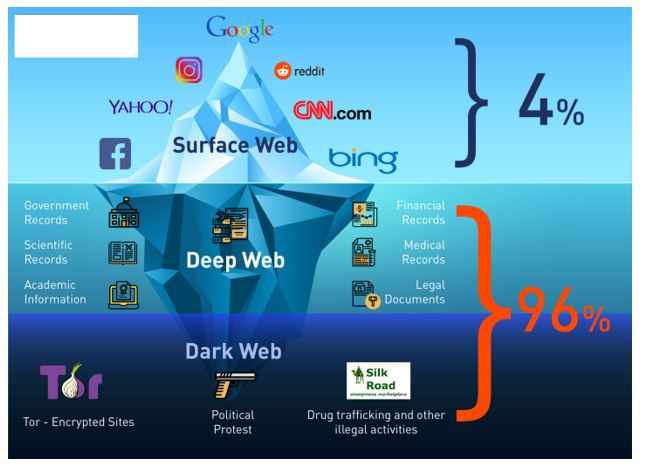 Google
reddit
YAHOO!
CNN.com
Surface Web
f
bing
4%
Government
Records
Financial
Records
Scientific
Records
Deep Web
Medical
Records
Academic
Information
Legal
Documents
96%
Dark Web
Tor
Silk
Road
anonymous marketplace
Tor - Encrypted Sites
Political
Protest
Drug trafficking and other
illegal activities